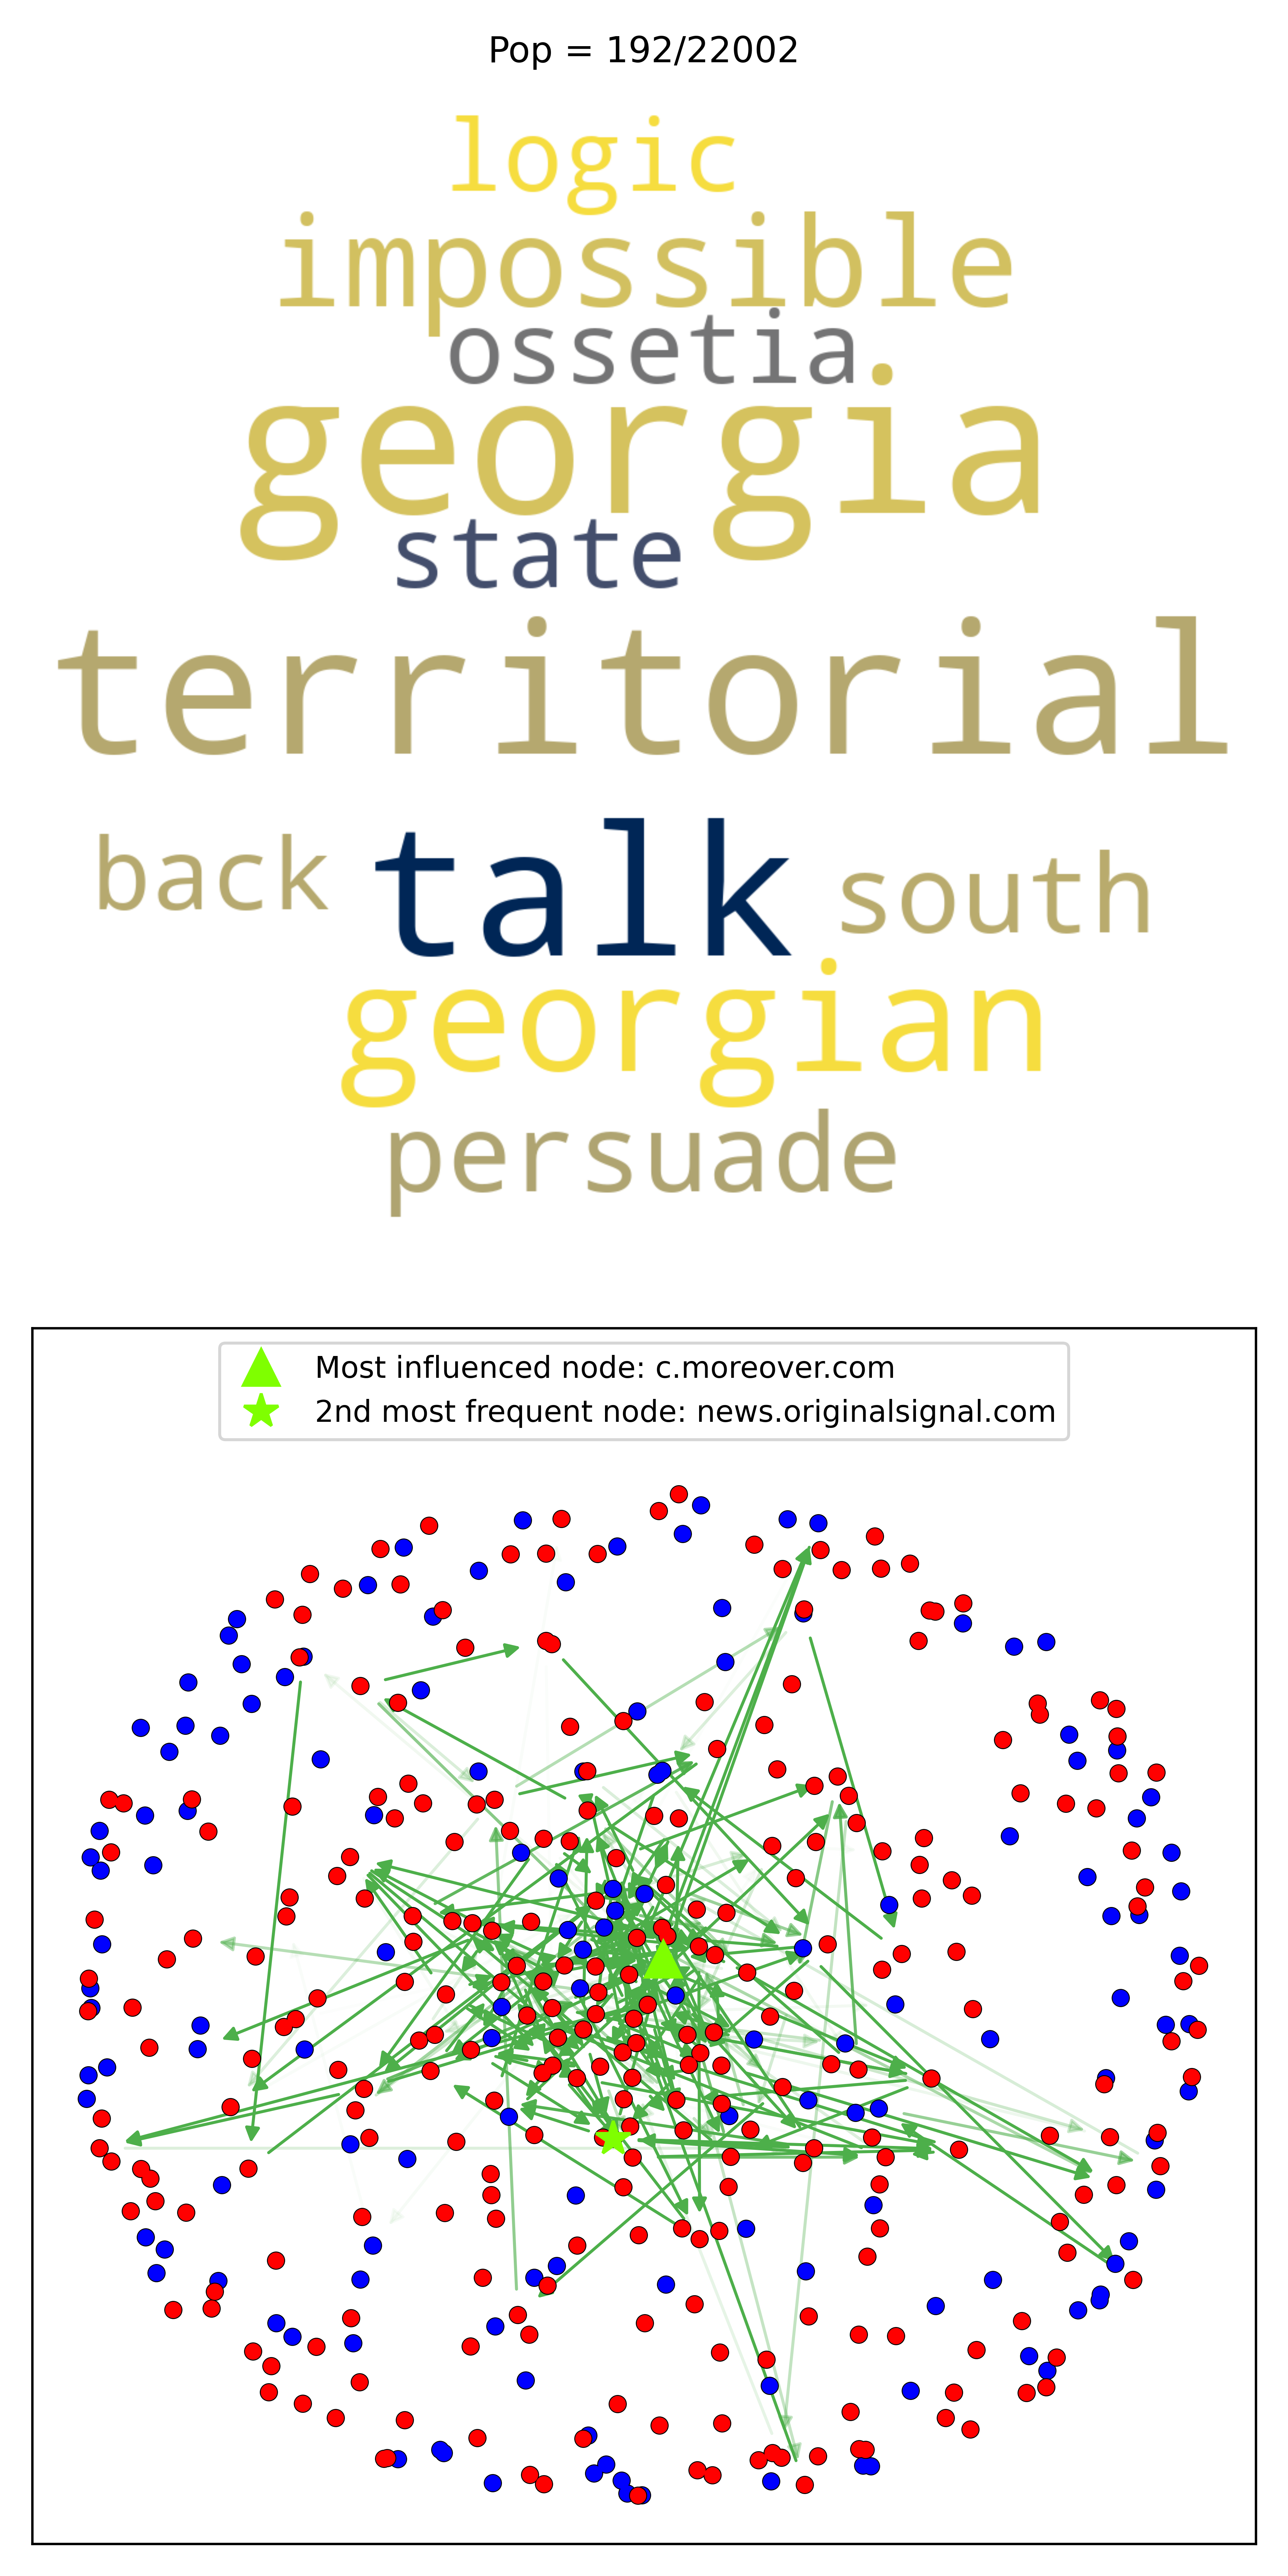 Pop = 192/22002
logic
impossible
ossetia
georgia
state
territorial
back talk south
georgian
persuade
Most influenced node: c.moreover.com
2nd most frequent node: news.originalsignal.com